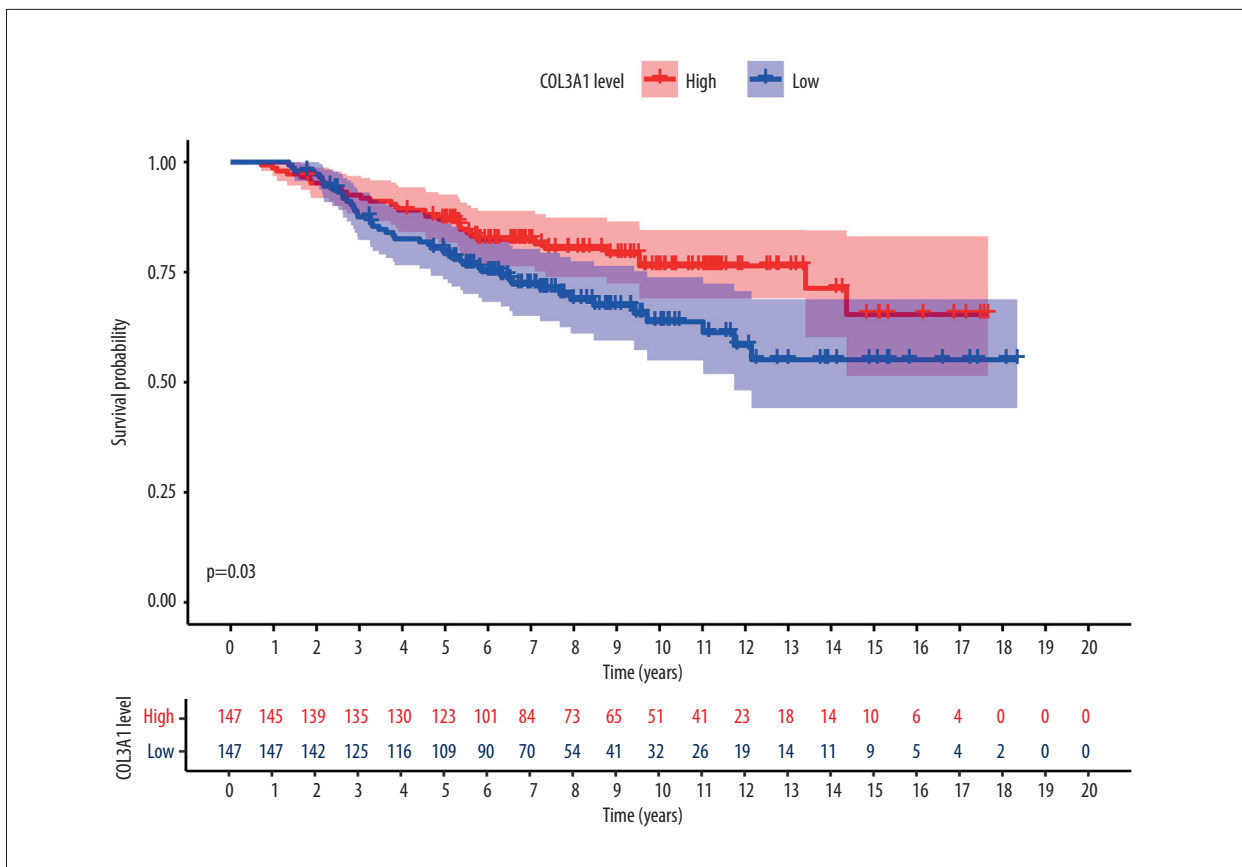 COL3A1 level High Low
1.00
0.75
0.50
0.25
0.00
Survival probability
p=0.03
0 1 2 3 4 5 6 7 8 9 10 11 12 13 14 15 16 17 18 19 20
Time (years)
COL3A1 level
High 147 145 139 135 130 123 101 84 73 65 51 41 23 18 14 10 6 4 0 0 0
Low 147 147 142 125 116 109 90 70 54 41 32 26 19 14 11 9 5 4 2 0 0
0 1 2 3 4 5 6 7 8 9 10 11 12 13 14 15 16 17 18 19 20
Time (years)